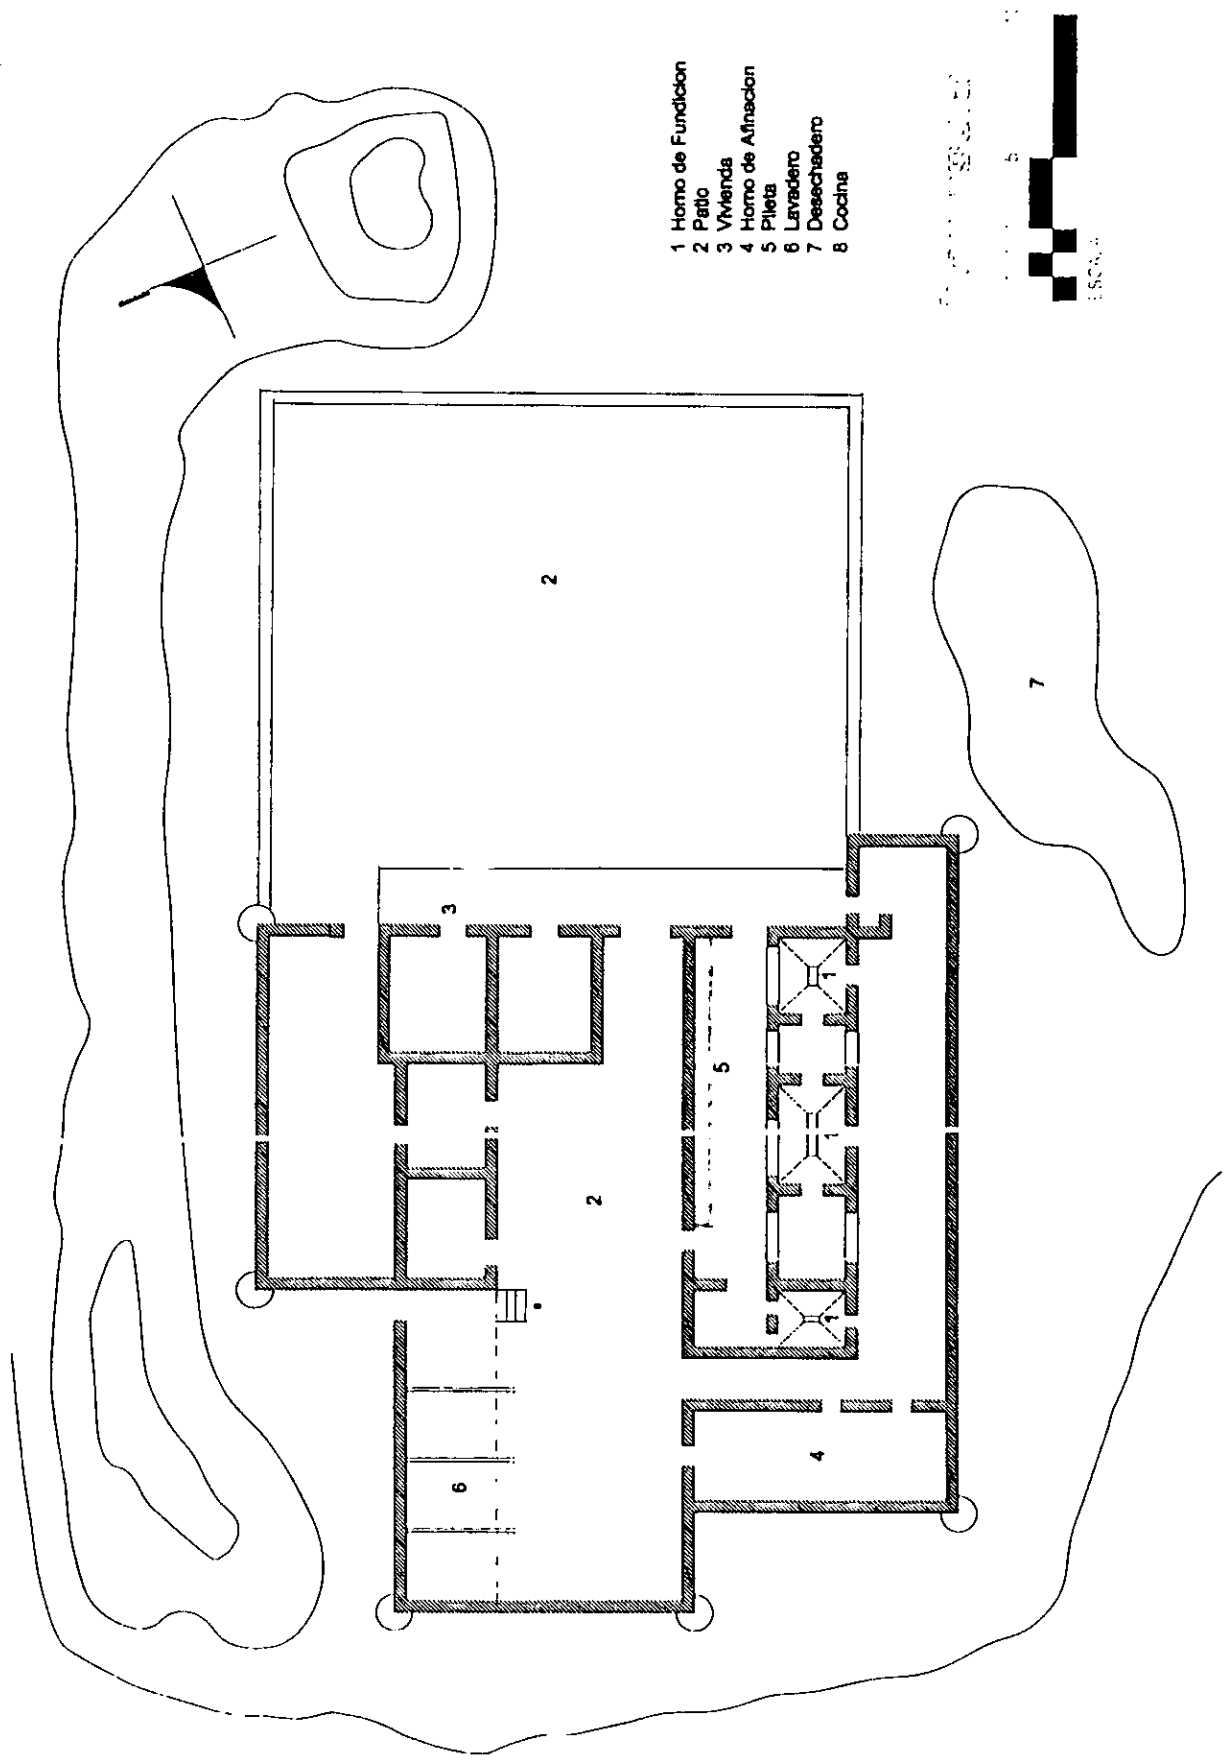 1 Horno de Fundicion
2 Patio
3 Vivienda
4 Horno de Afinacion
5 Pileta
6 Lavadero
7 Desechadero
8 Cocina
5
ESCALA
2
7
3
5
1
1
1
2
4
6